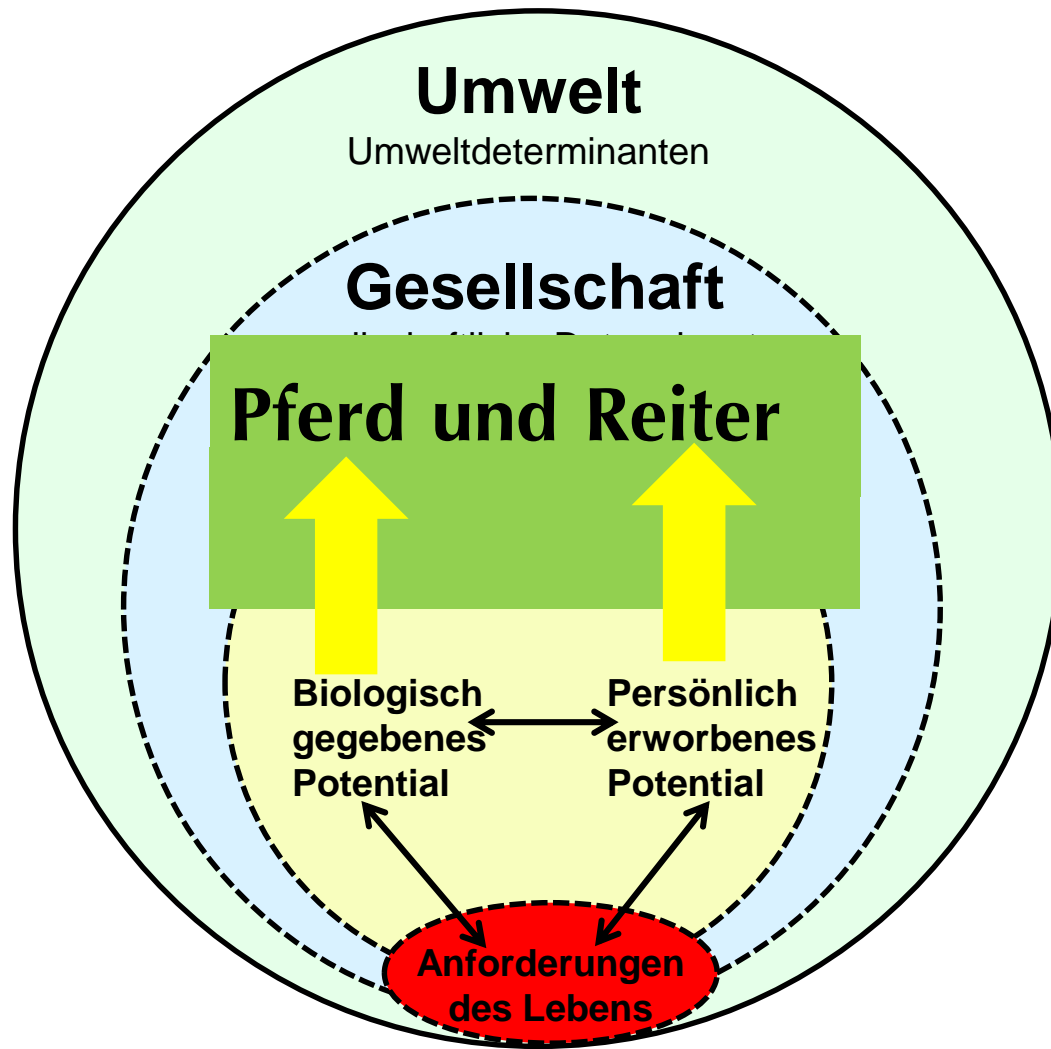 Umwelt
Umweltdeterminanten
Gesellschaft
Pferd und Reiter
Biologisch
gegebenes
Potential
Persönlich
erworbenes
Potential
Anforderungen
des Lebens